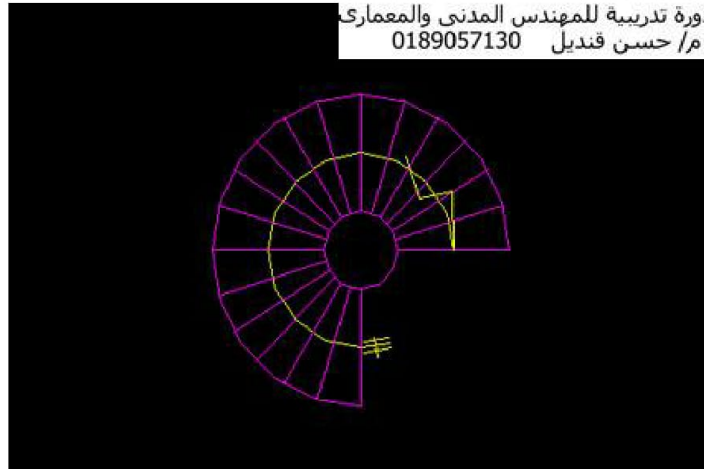 دورة تدريبية للمهندس المدنى والمعمارى
م/ حسن قنديل 0189057130